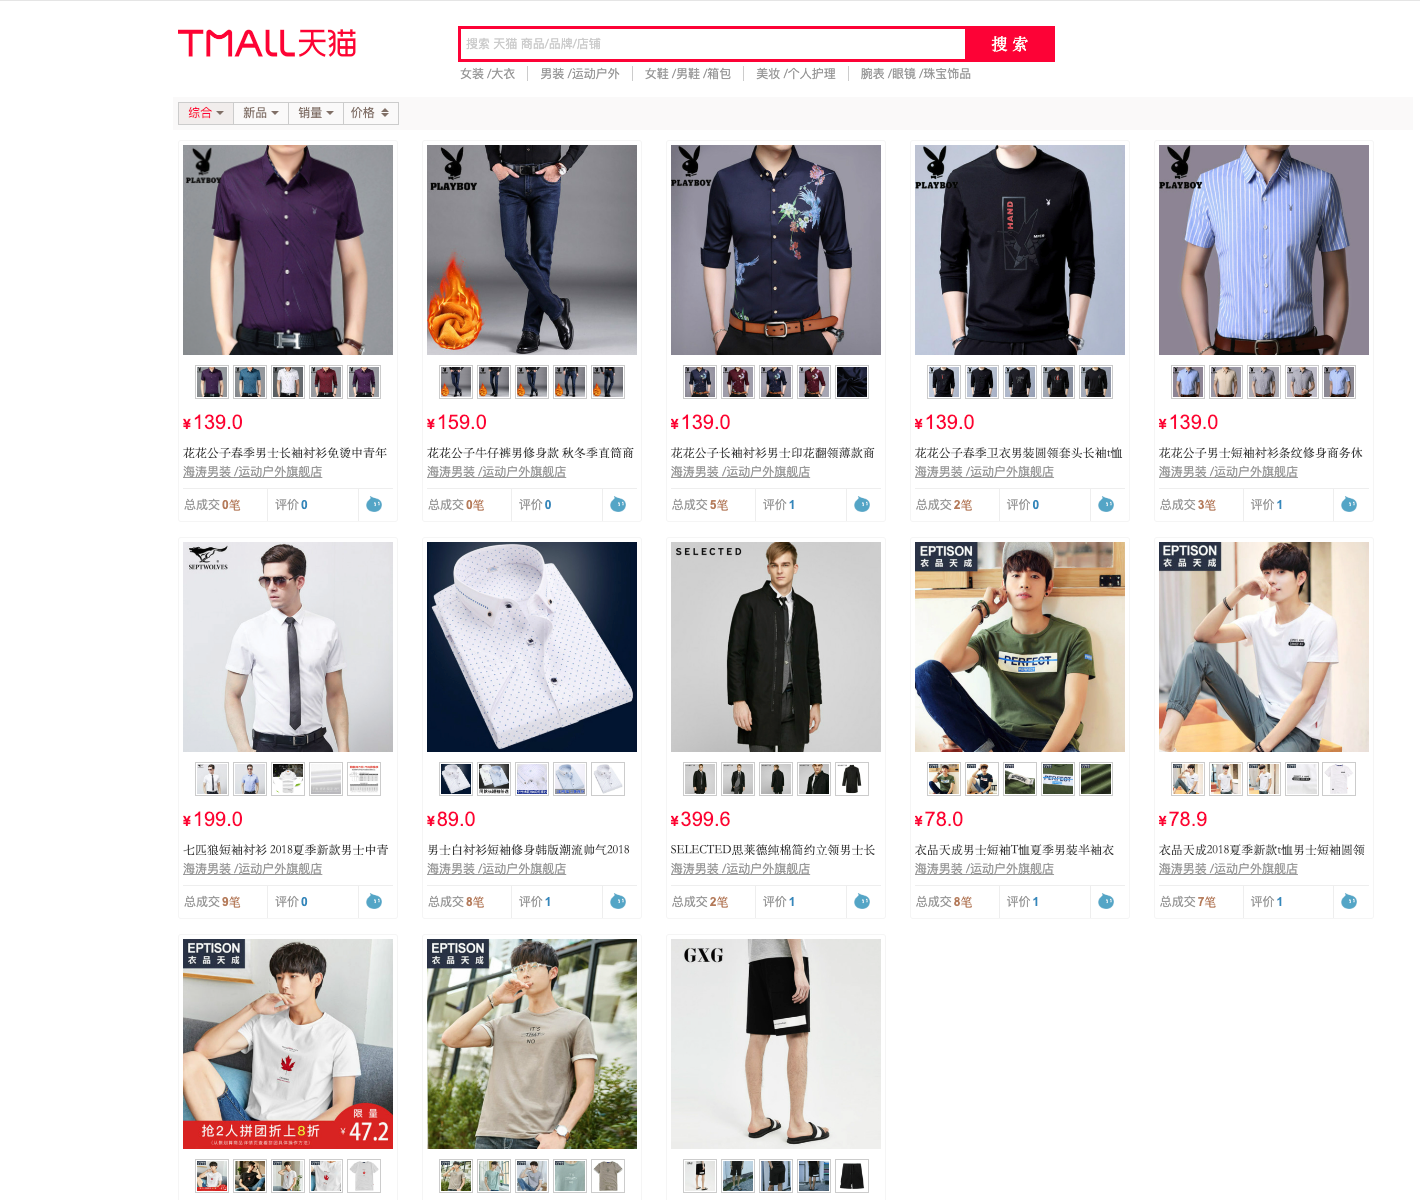 TMALL天猫
搜索 天猫 商品/品牌/店铺
搜 索
女装 /大衣
男装 /运动户外
女鞋 /男鞋 /箱包
美妆 /个人护理
腕表 /眼镜 /珠宝饰品
综合
新品
销量
价格
PLAYBOY
PLAYBOY
PLAYBOY
PLAYBOY
HAND
PLAYBOY
¥139.0
¥159.0
¥139.0
¥139.0
¥139.0
花花公子春季男士长袖衬衫免烫中青年
花花公子牛仔裤男修身款 秋冬季直筒商
花花公子长袖衬衫男士印花翻领薄款商
花花公子春季卫衣男装圆领套头长袖t恤
花花公子男士短袖衬衫条纹修身商务休
海涛男装 /运动户外旗舰店
海涛男装 /运动户外旗舰店
海涛男装 /运动户外旗舰店
海涛男装 /运动户外旗舰店
海涛男装 /运动户外旗舰店
总成交 0笔
评价 0
总成交 0笔
评价 0
总成交 5笔
评价 1
总成交 2笔
评价 0
总成交 3笔
评价 1
SEPTWOLVES
SELECTED
EPTISON
衣品天成
PERFECT
EPTISON
衣品天成
¥199.0
¥89.0
¥399.6
¥78.0
¥78.9
七匹狼短袖衬衫 2018夏季新款男士中青
男士白衬衫短袖修身韩版潮流帅气2018
SELECTED思莱德纯棉简约立领男士长
衣品天成男士短袖T恤夏季男装半袖衣
衣品天成2018夏季新款t恤男士短袖圆领
海涛男装 /运动户外旗舰店
海涛男装 /运动户外旗舰店
海涛男装 /运动户外旗舰店
海涛男装 /运动户外旗舰店
海涛男装 /运动户外旗舰店
总成交 9笔
评价 0
总成交 8笔
评价 1
总成交 2笔
评价 1
总成交 8笔
评价 1
总成交 7笔
评价 1
EPTISON
衣品天成
限 量
抢2人拼团折上8折
¥47.2
EPTISON
衣品天成
IT'S
THAT
NO
GXG